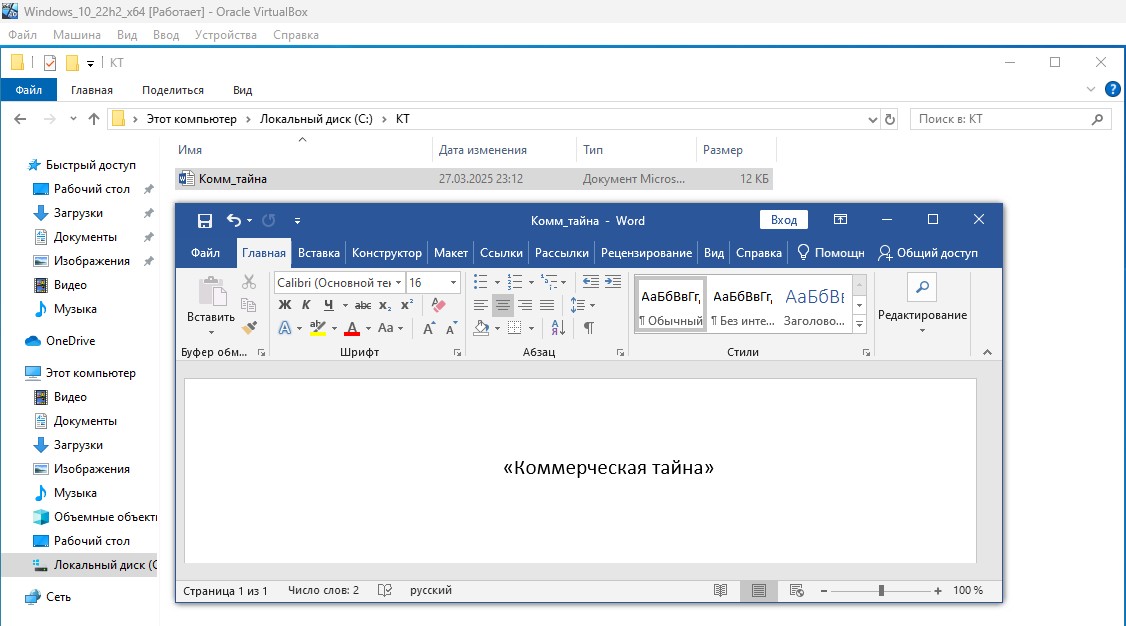 Windows_10_22h2_x64 [Работает] - Oracle VirtualBox
Файл Машина Вид Ввод Устройства Справка
КТ
Файл Главная Поделиться Вид
Этот компьютер Локальный диск (C:) КТ
Поиск в: КТ
Имя Дата изменения Тип Размер
Комм_тайна 27.03.2025 23:12 Документ Micros... 12 КБ
Быстрый доступ
Рабочий стол
Загрузки
Документы
Изображения
Видео
Музыка
OneDrive
Этот компьютер
Видео
Документы
Загрузки
Изображения
Музыка
Объемные объекты
Рабочий стол
Локальный диск (C
Сеть
Комм_тайна - Word
Вход
Файл Главная Вставка Конструктор Макет Ссылки Рассылки Рецензирование Вид Справка Помощн Общий доступ
Вставить
Calibri (Основной тек 16
Ж К Ч abc x₂ x²
A aby A Aa A A
АаБбВвГг, АаБбВвГг, АаБбВв
¶ Обычный ¶ Без инте... Заголово...
Редактирование
Буфер обм... Шрифт Абзац Стили
«Коммерческая тайна»
Страница 1 из 1 Число слов: 2 русский 100 %